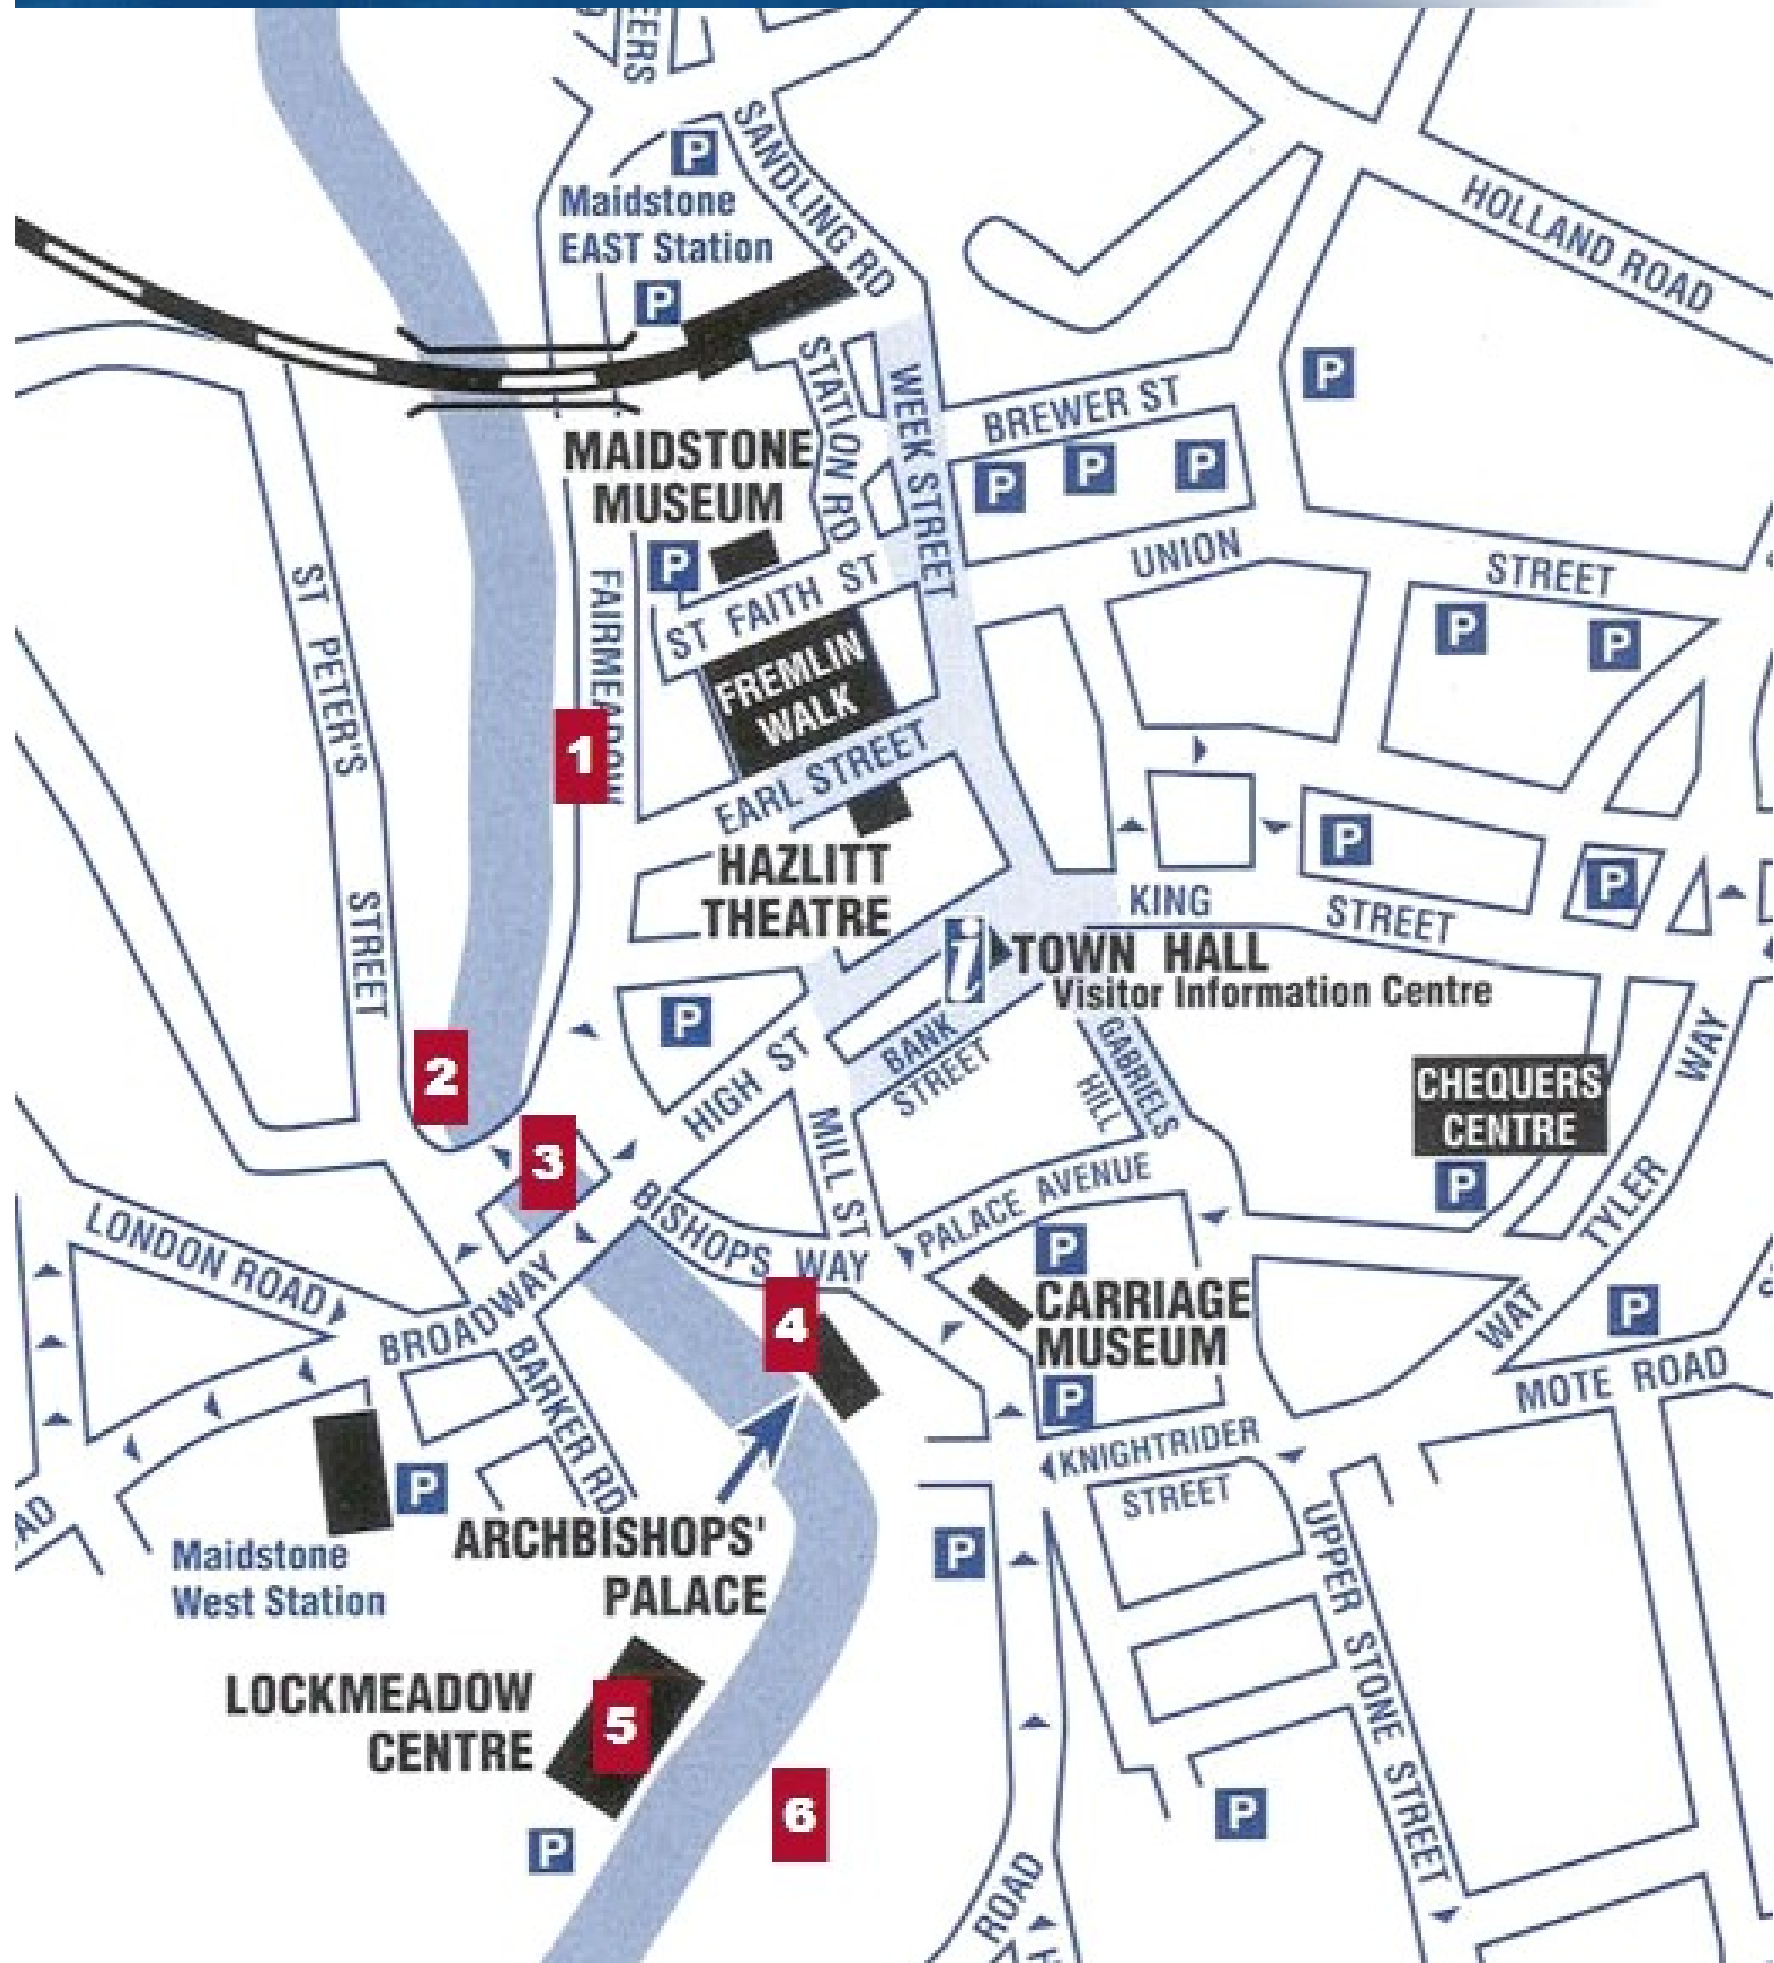 EERS
SANDLING RD
P
Maidstone
EAST Station
P
HOLLAND ROAD
STATION RD
WEEK STREET
BREWER ST
P
P
P
P
MAIDSTONE
MUSEUM
P
ST FAITH ST
UNION
STREET
P
P
ST PETER'S
STREET
FREMLIN
WALK
1
EARL STREET
P
P
HAZLITT
THEATRE
KING
STREET
i
TOWN HALL
Visitor Information Centre
P
BANK
STREET
GABRIELS
HILL
HIGH ST
MILL ST
CHEQUERS
CENTRE
P
TYLER
WAY
WAT
2
3
BISHOPS WAY
PALACE AVENUE
P
LONDON ROAD
BROADWAY
BARKER RD
4
CARRIAGE
MUSEUM
P
P
MOTE ROAD
KNIGHTRIDER
STREET
P
Maidstone
West Station
ARCHBISHOPS'
PALACE
P
UPPER STONE STREET
LOCKMEADOW
CENTRE
5
6
P
P
ROAD